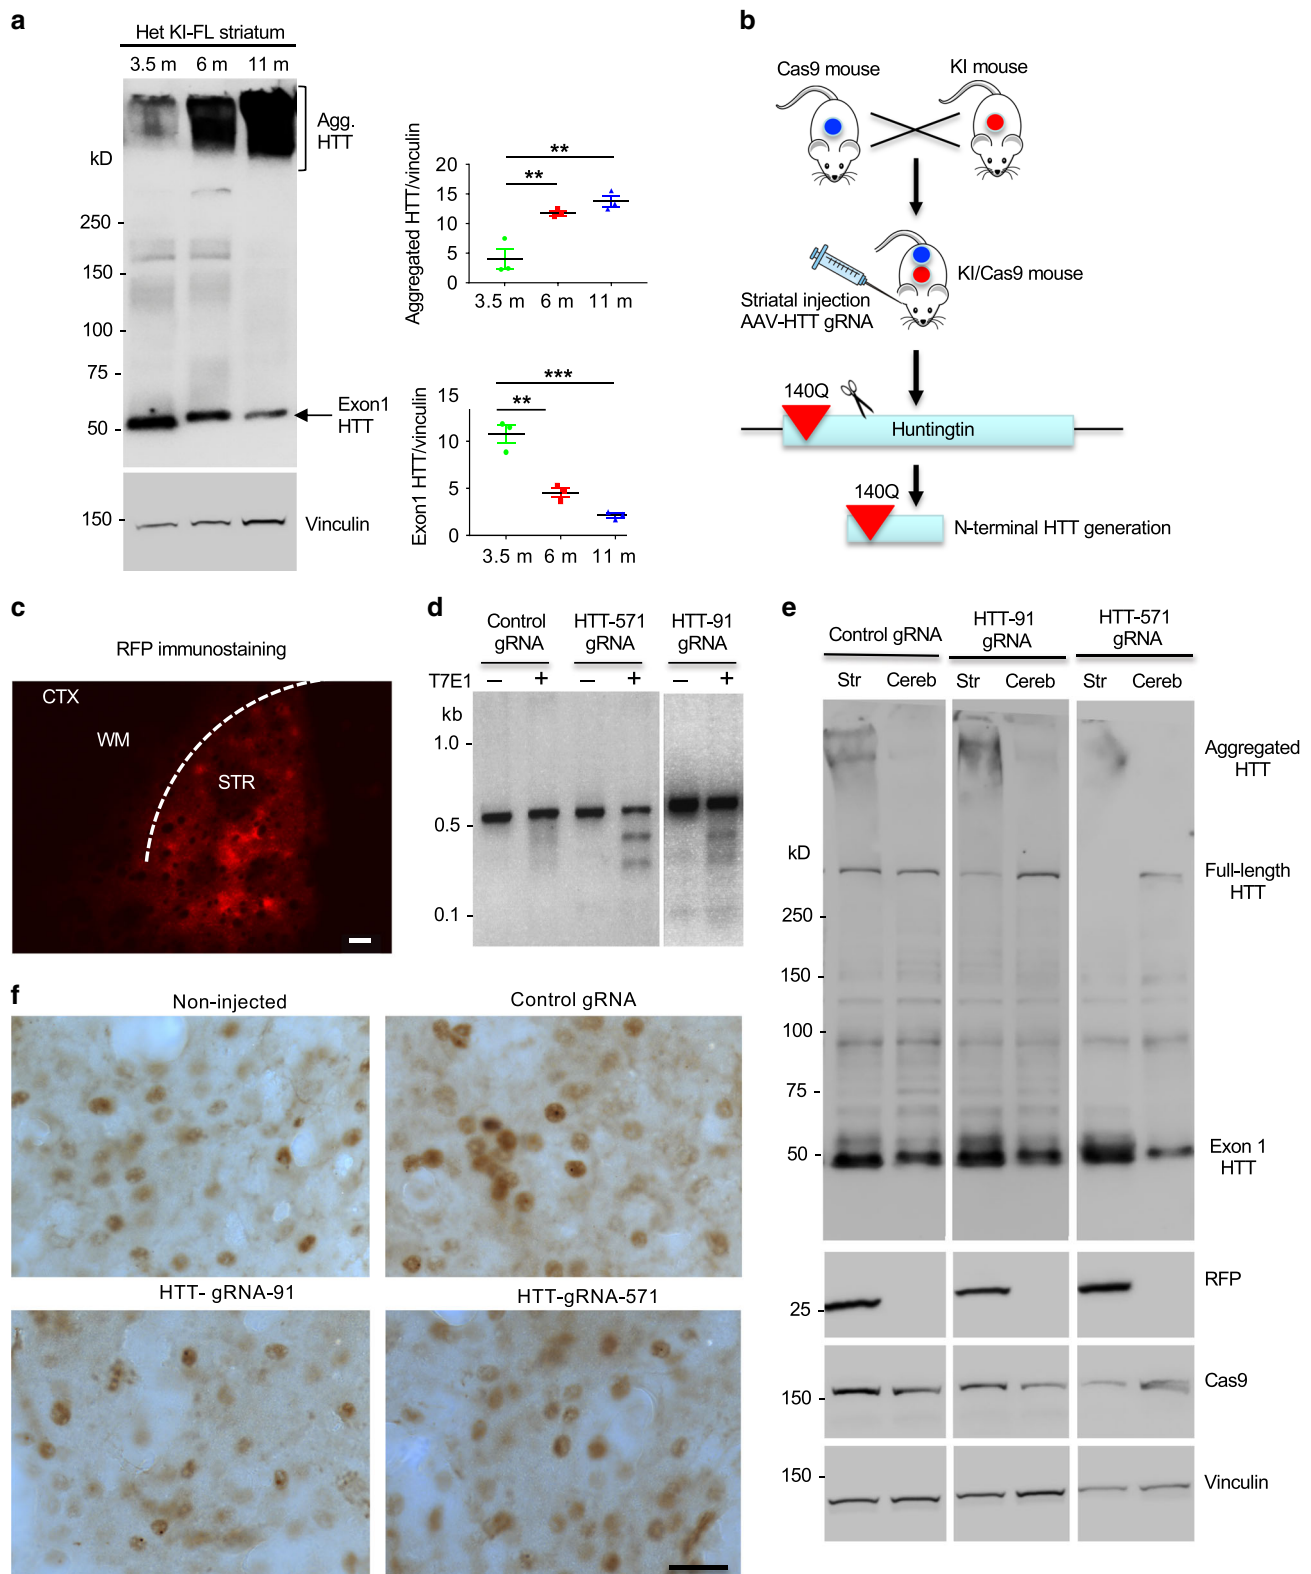 a
Het KI-FL striatum
3.5 m 6 m 11 m
Agg.
HTT
kD
250
150
100
75
50
Exon1
HTT
150
Vinculin
Aggregated HTT/vinculin
20
15
10
5
0
** **
3.5 m 6 m 11 m
Exon1 HTT/vinculin
15
10
5
0
*** **
3.5 m 6 m 11 m
b
Cas9 mouse
KI mouse
KI/Cas9 mouse
Striatal injection
AAV-HTT gRNA
140Q
Huntingtin
140Q
N-terminal HTT generation
c
RFP immunostaining
CTX
WM
STR
d
Control
gRNA
HTT-571
gRNA
HTT-91
gRNA
T7E1 – + – + – +
kb
1.0
0.5
0.1
e
Control gRNA
HTT-91
gRNA
HTT-571
gRNA
Str Cereb Str Cereb Str Cereb
Aggregated
HTT
kD
Full-length
HTT
250
150
100
75
50
Exon 1
HTT
25
RFP
150
Cas9
150
Vinculin
f
Non-injected
Control gRNA
HTT- gRNA-91
HTT-gRNA-571